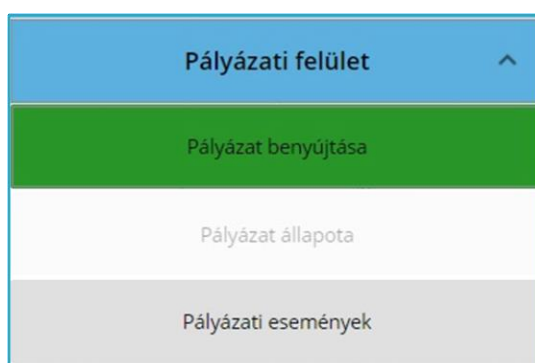 Pályázati felület
Pályázat benyújtása
Pályázat állapota
Pályázati események